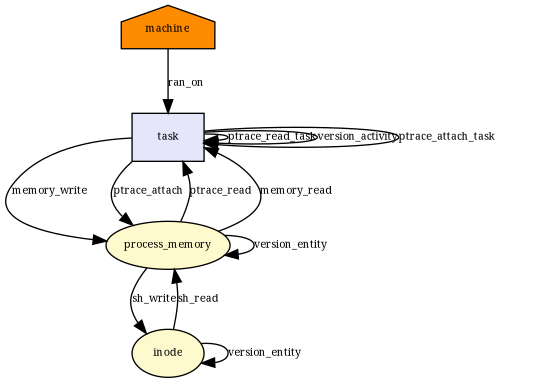 machine
ran_on
task
ptrace_read_task
version_activity
ptrace_attach_task
memory_write
ptrace_attach
ptrace_read
memory_read
process_memory
version_entity
sh_write
sh_read
inode
version_entity